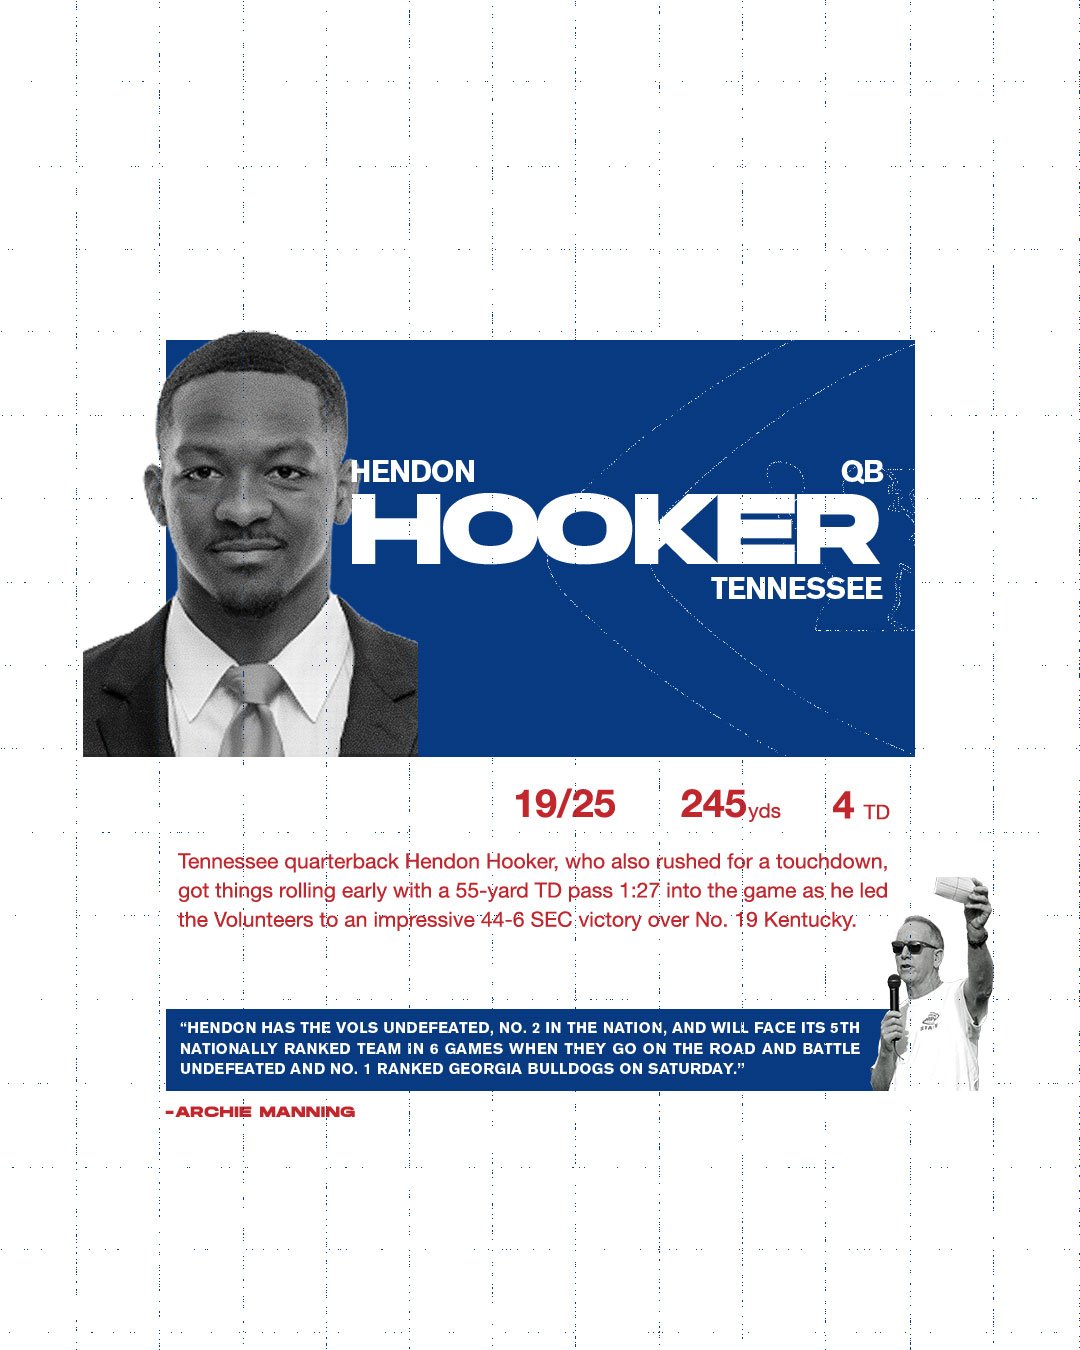 HENDON
QB
HOOKER
TENNESSEE
19/25 245yds 4 TD
Tennessee quarterback Hendon Hooker, who also rushed for a touchdown,
got things rolling early with a 55-yard TD pass 1:27 into the game as he led
the Volunteers to an impressive 44-6 SEC victory over No. 19 Kentucky.
“HENDON HAS THE VOLS UNDEFEATED, NO. 2 IN THE NATION, AND WILL FACE ITS 5TH
NATIONALLY RANKED TEAM IN 6 GAMES WHEN THEY GO ON THE ROAD AND BATTLE
UNDEFEATED AND NO. 1 RANKED GEORGIA BULLDOGS ON SATURDAY.”
-ARCHIE MANNING